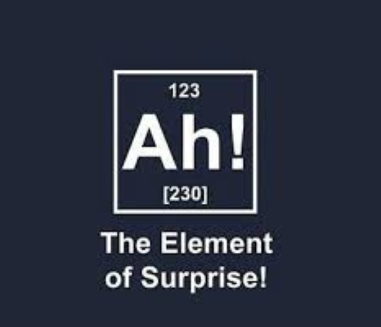 123
Ah!
[230]
The Element
of Surprise!